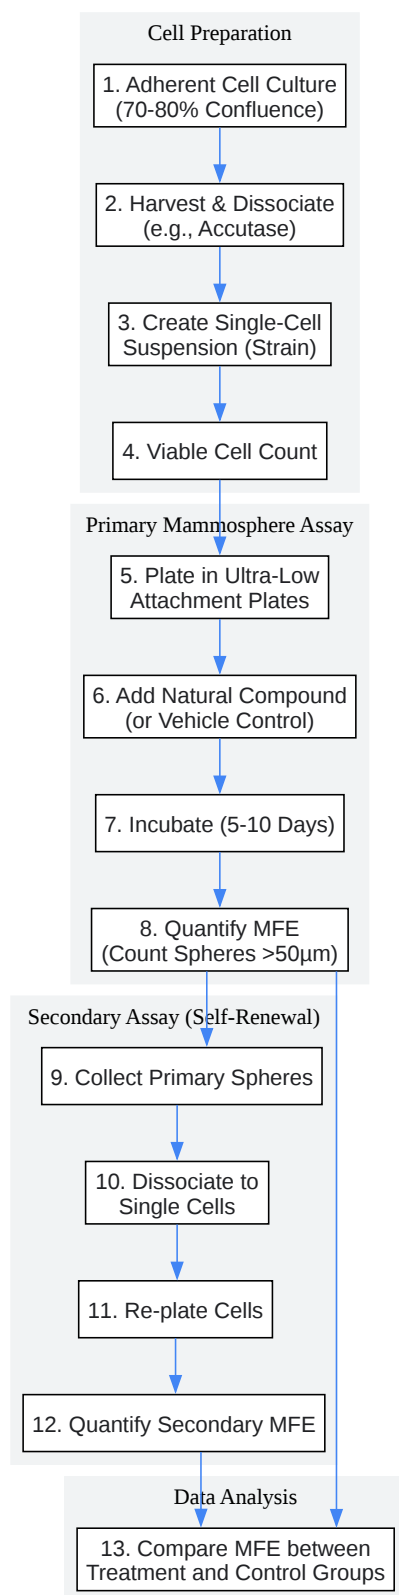 Cell Preparation
1. Adherent Cell Culture
(70-80% Confluence)
2. Harvest & Dissociate
(e.g., Accutase)
3. Create Single-Cell
Suspension (Strain)
4. Viable Cell Count
Primary Mammosphere Assay
5. Plate in Ultra-Low
Attachment Plates
6. Add Natural Compound
(or Vehicle Control)
7. Incubate (5-10 Days)
8. Quantify MFE
(Count Spheres >50µm)
Secondary Assay (Self-Renewal)
9. Collect Primary Spheres
10. Dissociate to
Single Cells
11. Re-plate Cells
12. Quantify Secondary MFE
Data Analysis
13. Compare MFE between
Treatment and Control Groups